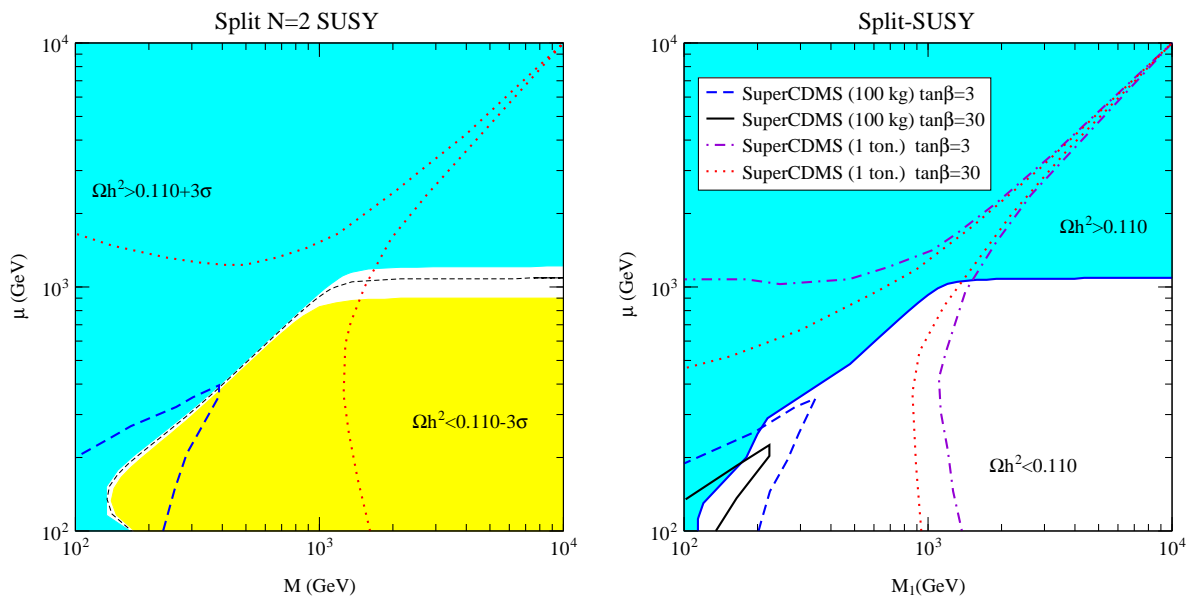 Split N=2 SUSY
10^4
10^3
10^2
μ (GeV)
Ωh^2>0.110+3σ
Ωh^2<0.110-3σ
10^2
10^3
10^4
M (GeV)
Split-SUSY
10^4
10^3
10^2
μ (GeV)
SuperCDMS (100 kg) tanβ=3
SuperCDMS (100 kg) tanβ=30
SuperCDMS (1 ton.) tanβ=3
SuperCDMS (1 ton.) tanβ=30
Ωh^2>0.110
Ωh^2<0.110
10^2
10^3
10^4
M_1(GeV)